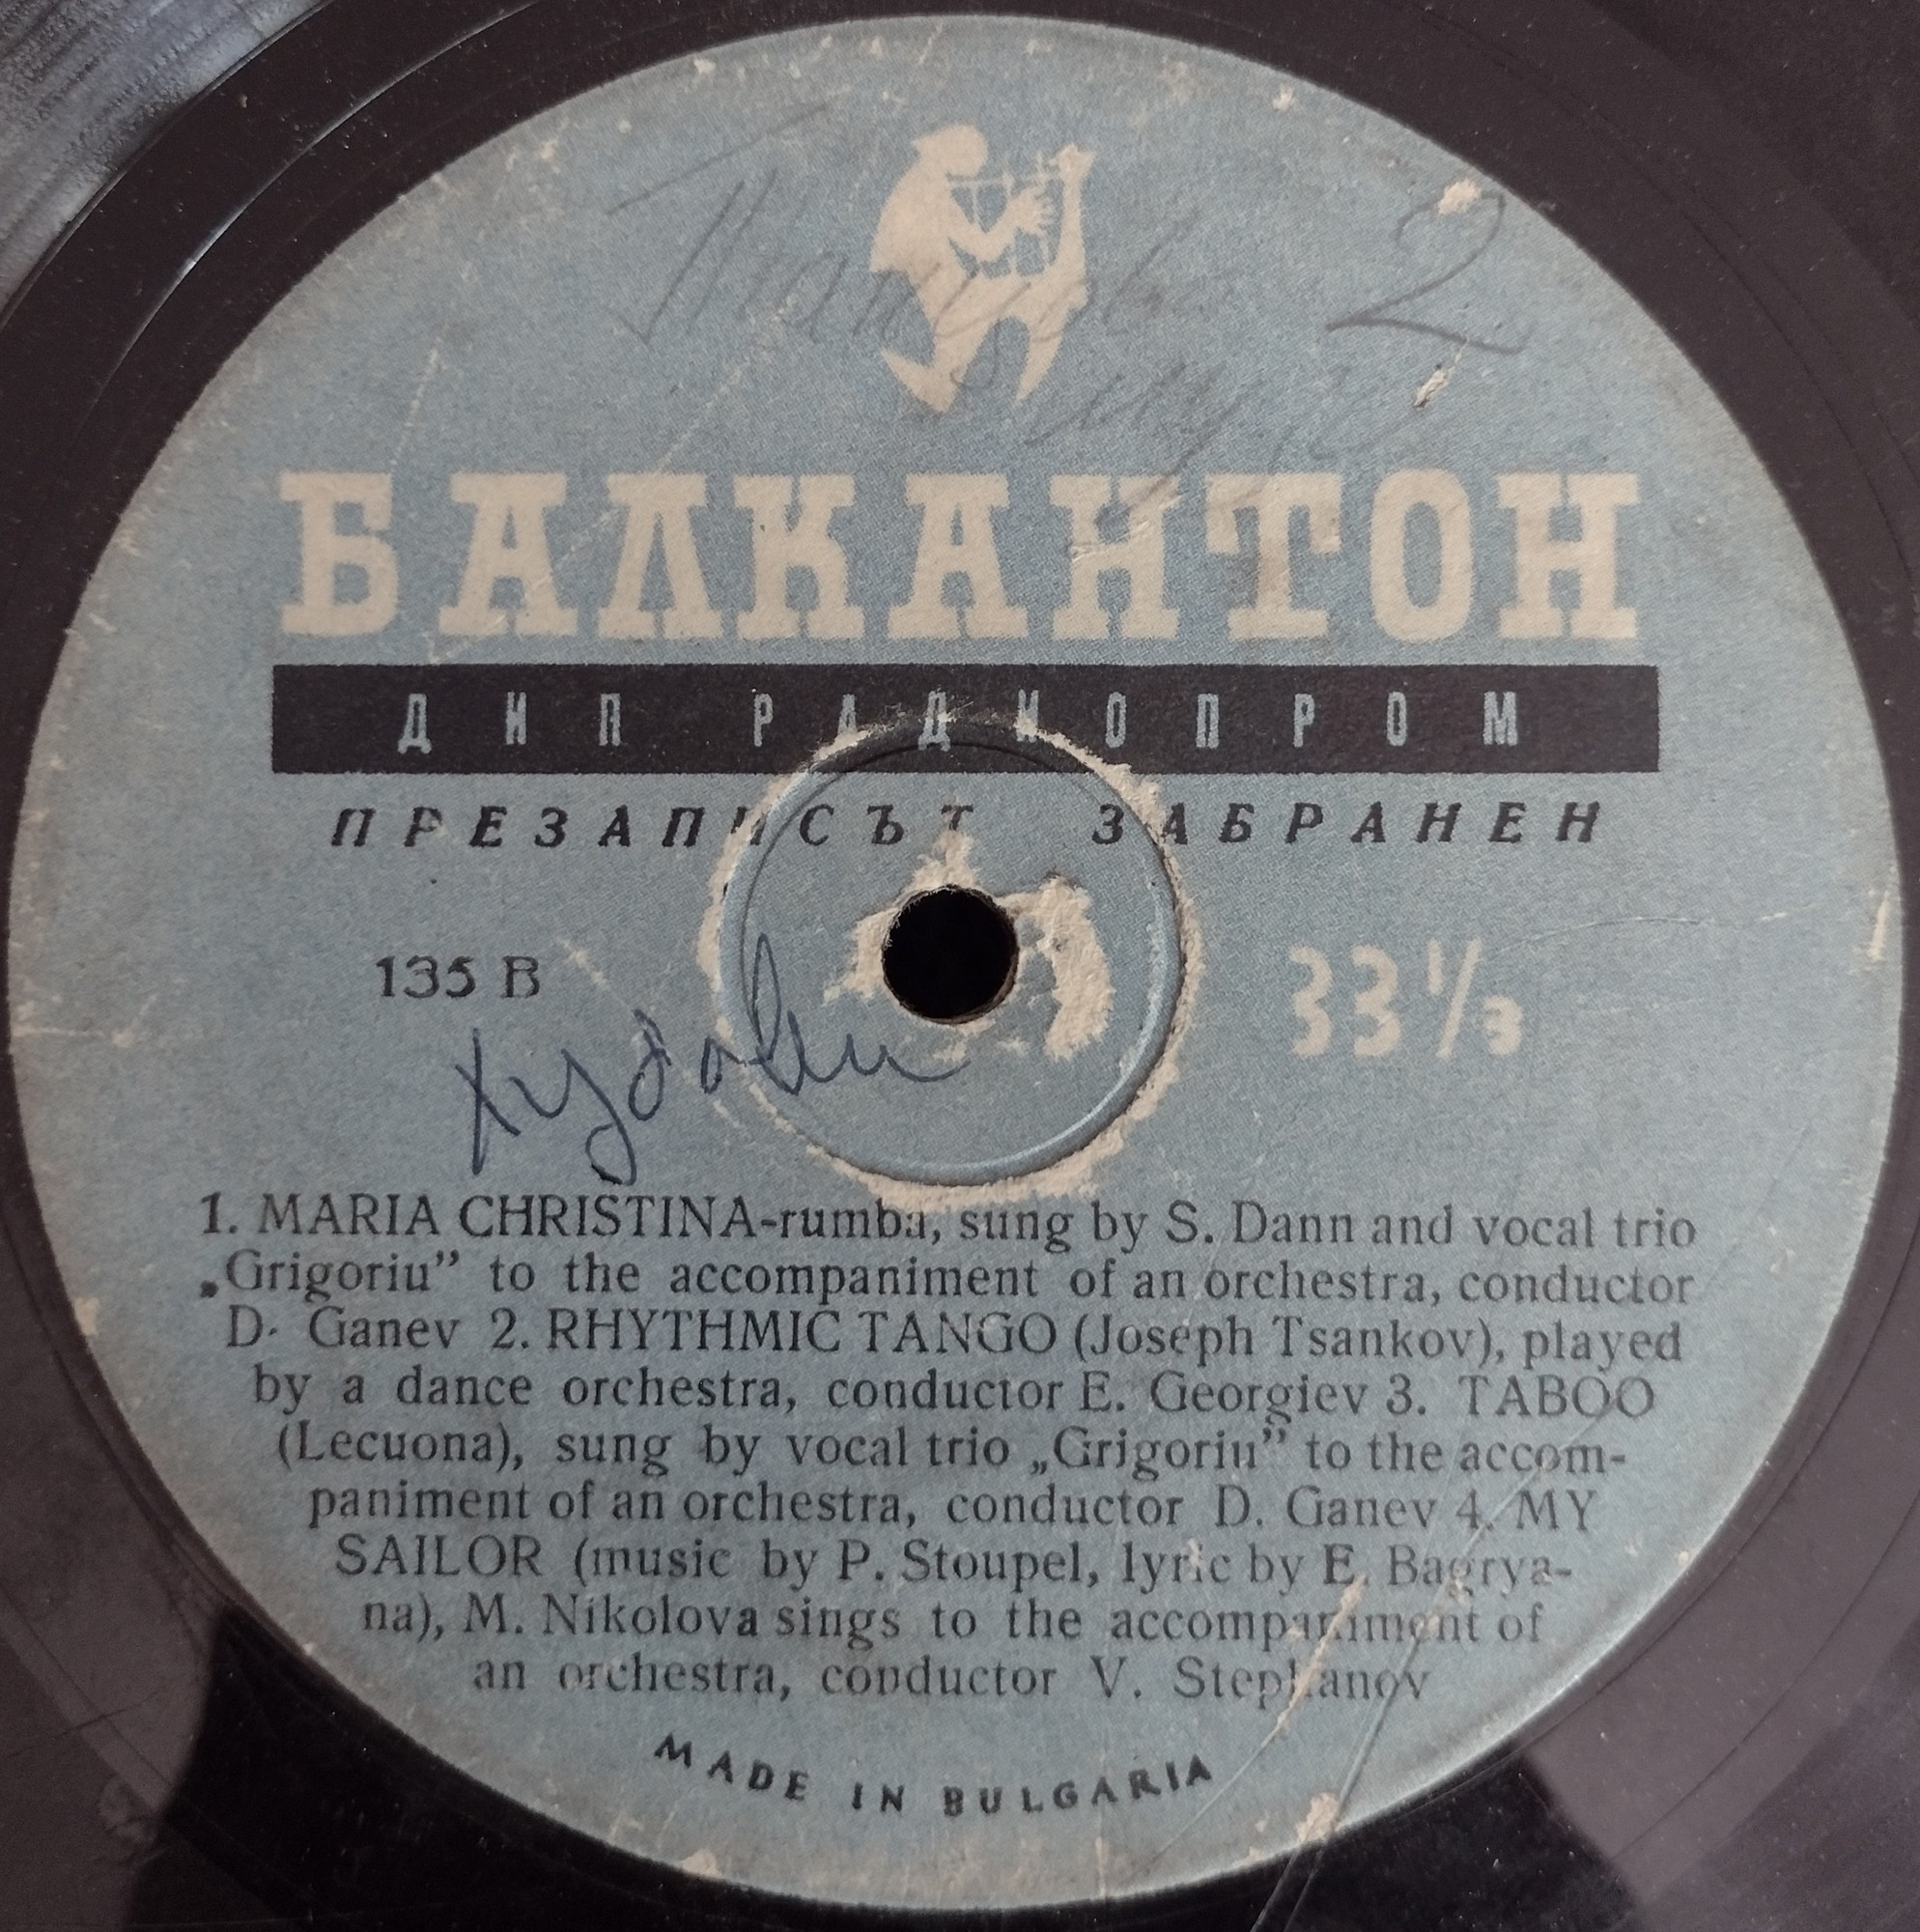 2
БАЛКАНТОН
ДИП РАДИОПРОМ
ПРЕЗАПИСЪТ ЗАБРАНЕН
135 B
33 1/3
1. MARIA CHRISTINA-rumba, sung by S. Dann and vocal trio
„Grigoriu” to the accompaniment of an orchestra, conductor
D. Ganev 2. RHYTHMIC TANGO (Joseph Tsankov), played
by a dance orchestra, conductor E. Georgiev 3. TABOO
(Lecuona), sung by vocal trio „Grigoriu” to the accom-
paniment of an orchestra, conductor D. Ganev 4. MY
SAILOR (music by P. Stoupel, lyric by E. Bagrya-
na), M. Nikolova sings to the accompaniment of
an orchestra, conductor V. Stephanov
MADE IN BULGARIA